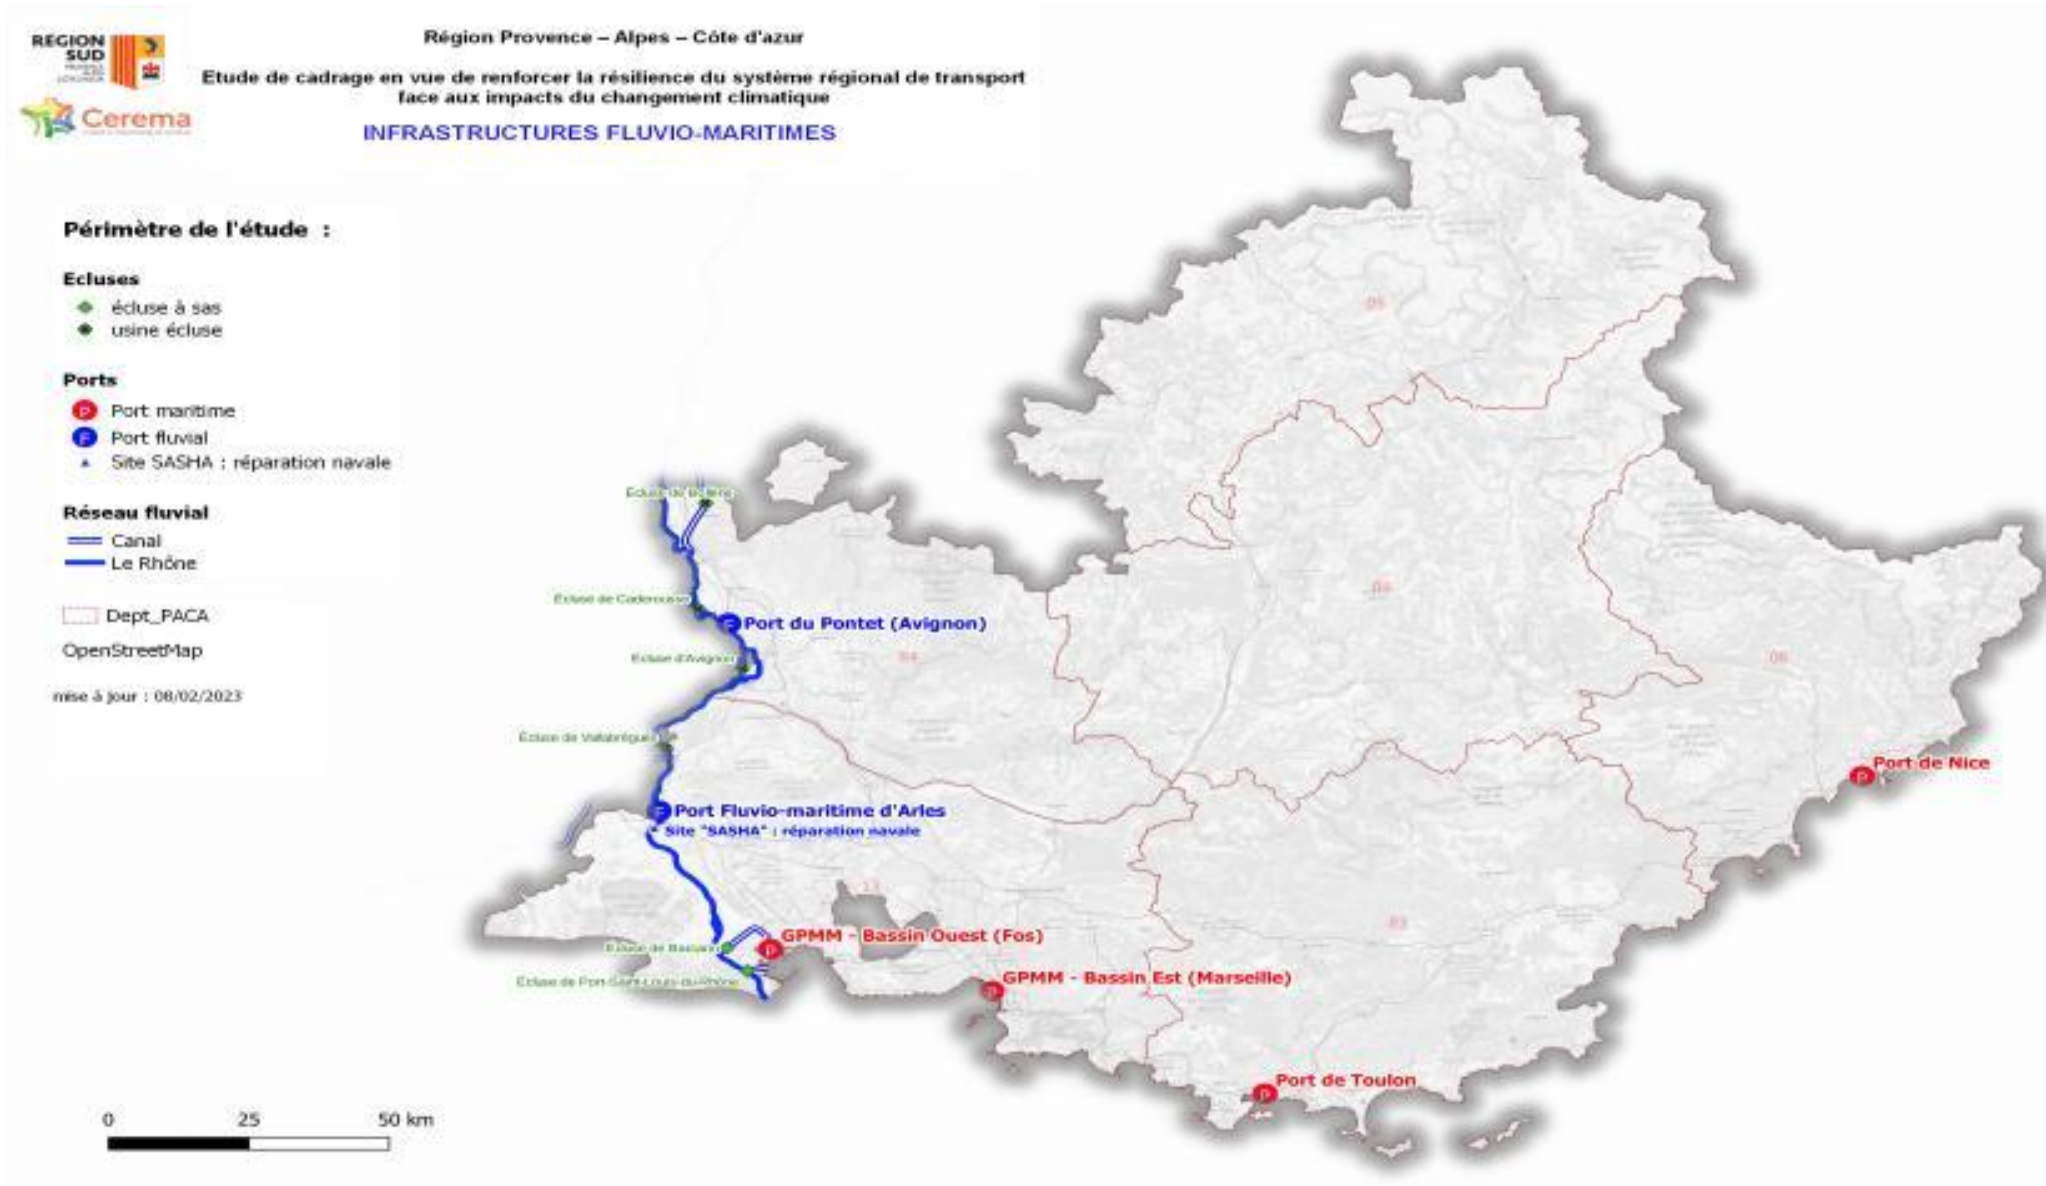 REGION
SUD
Cerema
Région Provence – Alpes – Côte d'azur
Etude de cadrage en vue de renforcer la résilience du système régional de transport
face aux impacts du changement climatique
INFRASTRUCTURES FLUVIO-MARITIMES
Périmètre de l'étude :
Ecluses
écluse à sas
usine écluse
Ports
P Port maritime
F Port fluvial
Site SASHA : réparation navale
Réseau fluvial
Canal
Le Rhône
Dept_PACA
OpenStreetMap
mise à jour : 08/02/2023
05
Ecluse de Bollène
04
Ecluse de Caderousse
F Port du Pontet (Avignon)
84
Ecluse d'Avignon
06
Ecluse de Vallabrègues
Port de Nice
P
F Port Fluvio-maritime d'Arles
Site "SASHA" : réparation navale
13
83
GPMM - Bassin Ouest (Fos)
P
Ecluse de Barcarin
GPMM - Bassin Est (Marseille)
P
Ecluse de Port-Saint-Louis-du-Rhône
Port de Toulon
P
0 25 50 km